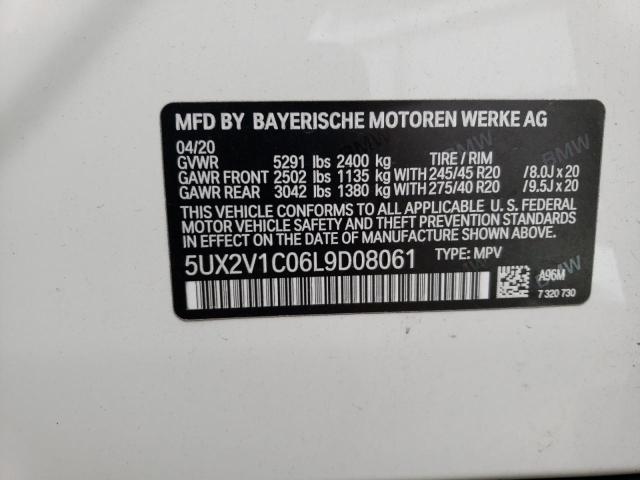 MFD BY BAYERISCHE MOTOREN WERKE AG
04/20
GVWR 5291 lbs 2400 kg TIRE / RIM
GAWR FRONT 2502 lbs 1135 kg WITH 245/45 R20 /8.0J x 20
GAWR REAR 3042 lbs 1380 kg WITH 275/40 R20 /9.5J x 20
THIS VEHICLE CONFORMS TO ALL APPLICABLE U. S. FEDERAL
MOTOR VEHICLE SAFETY AND THEFT PREVENTION STANDARDS
IN EFFECT ON THE DATE OF MANUFACTURE SHOWN ABOVE.
5UX2V1C06L9D08061 TYPE: MPV
A96M
7 320 730
BMW
BMW
BMW